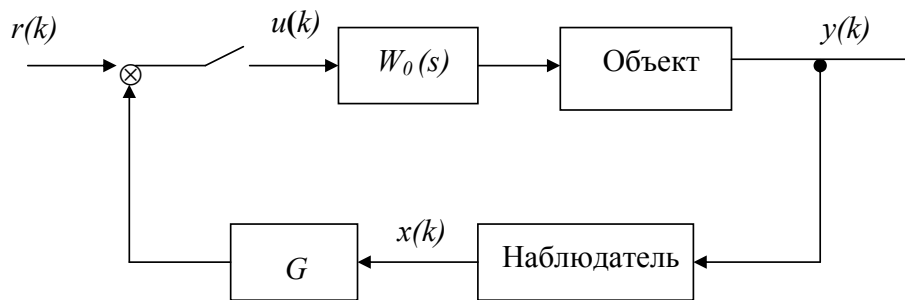 r(k)
u(k)
y(k)
W₀(s)
Объект
x(k)
G
Наблюдатель